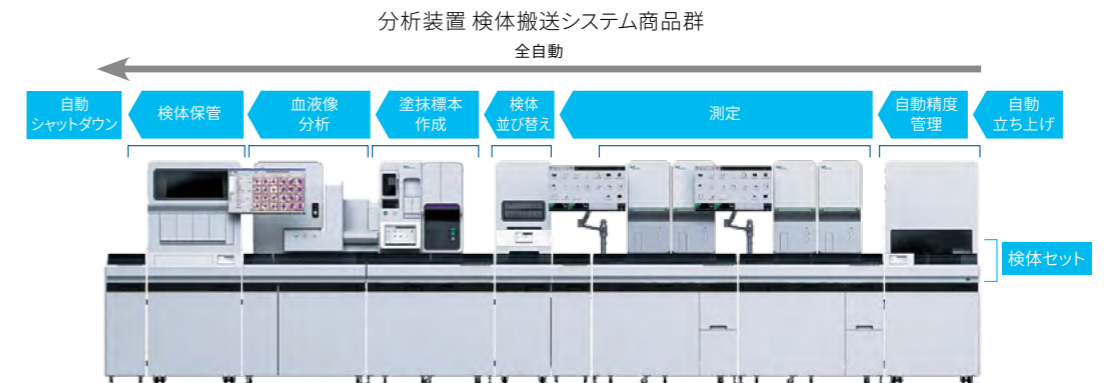 分析装置 検体搬送システム商品群
全自動
自動
シャットダウン
検体保管
血液像
分析
塗抹標本
作成
検体
並び替え
測定
自動精度
管理
自動
立ち上げ
検体セット